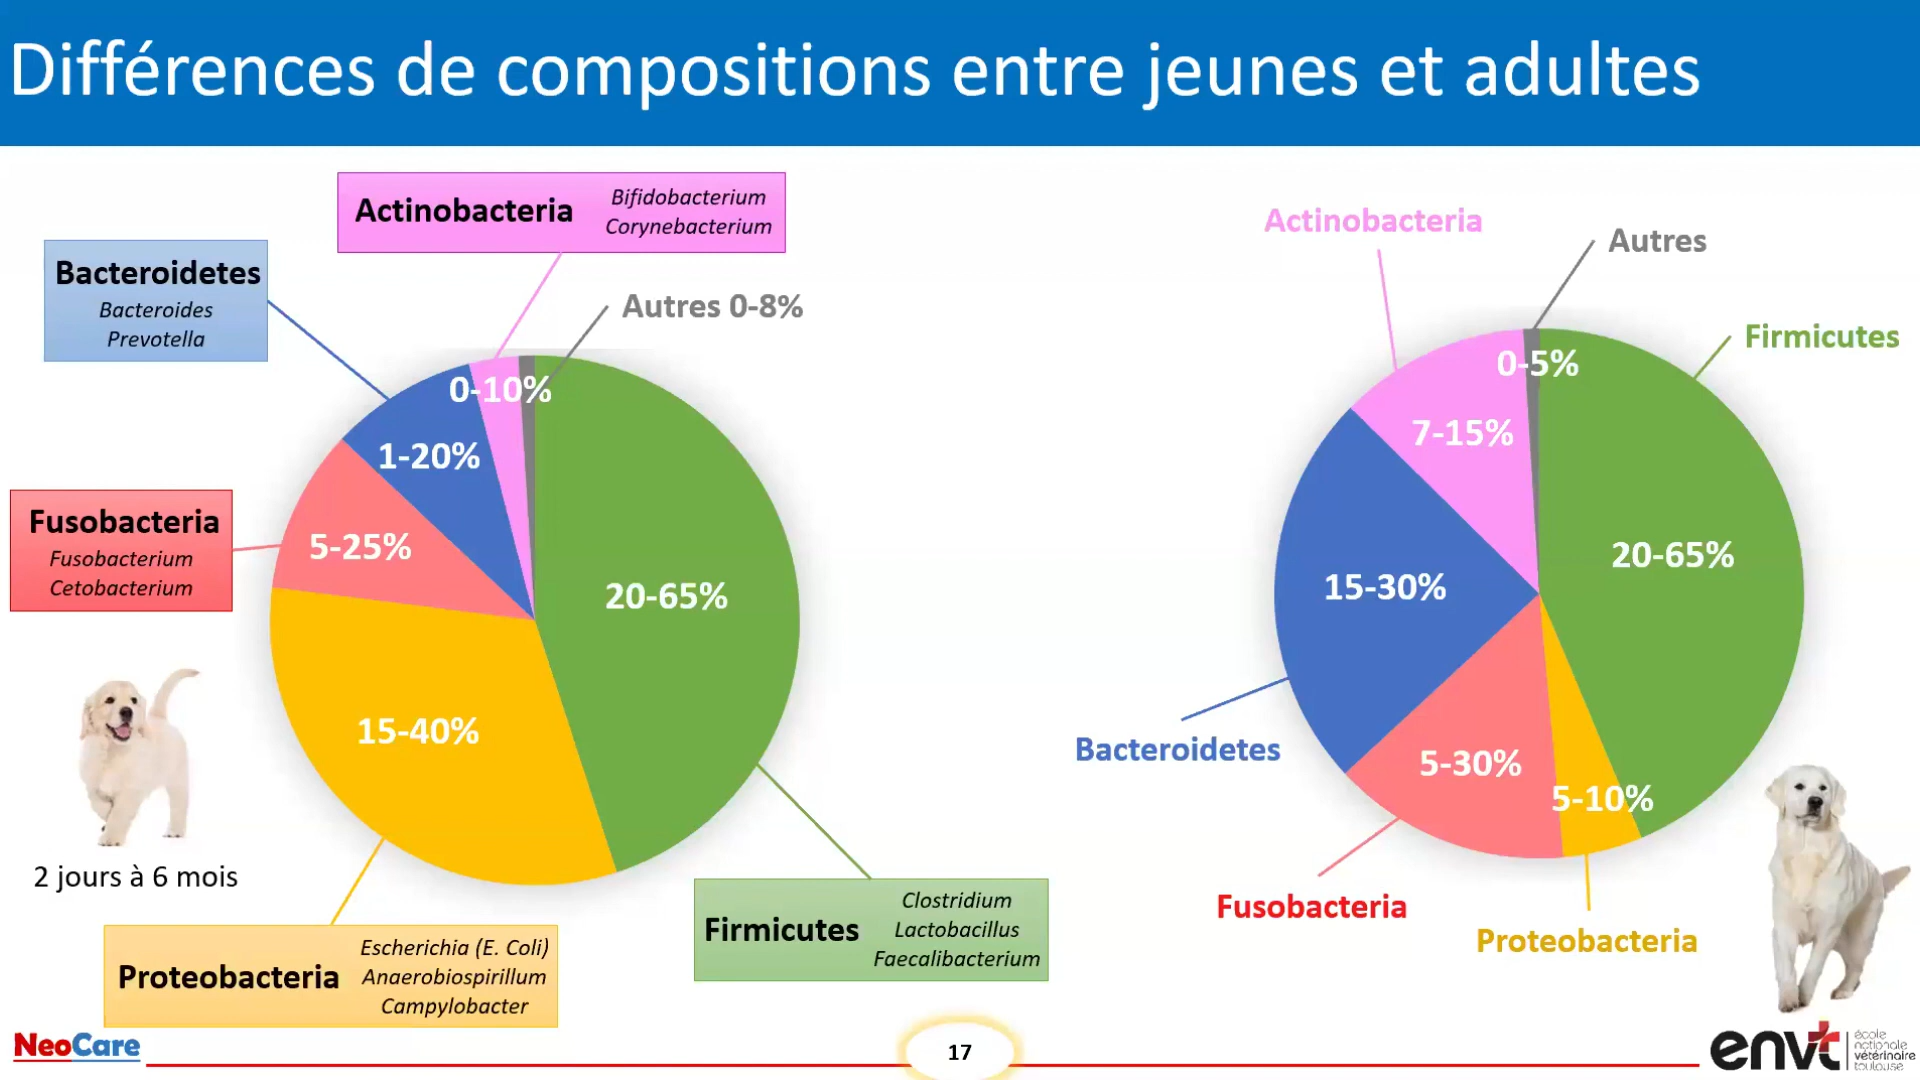 Différences de compositions entre jeunes et adultes
Actinobacteria
Bifidobacterium
Corynebacterium
Bacteroidetes
Bacteroides
Prevotella
Autres 0-8%
0-10%
1-20%
Fusobacteria
Fusobacterium
Cetobacterium
5-25%
20-65%
15-40%
2 jours à 6 mois
Proteobacteria
Escherichia (E. Coli)
Anaerobiospirillum
Campylobacter
Firmicutes
Clostridium
Lactobacillus
Faecalibacterium
Actinobacteria
Autres
Firmicutes
0-5%
7-15%
20-65%
15-30%
Bacteroidetes
5-30%
5-10%
Fusobacteria
Proteobacteria
NeoCare
17
envt
école
nationale
vétérinaire
toulouse